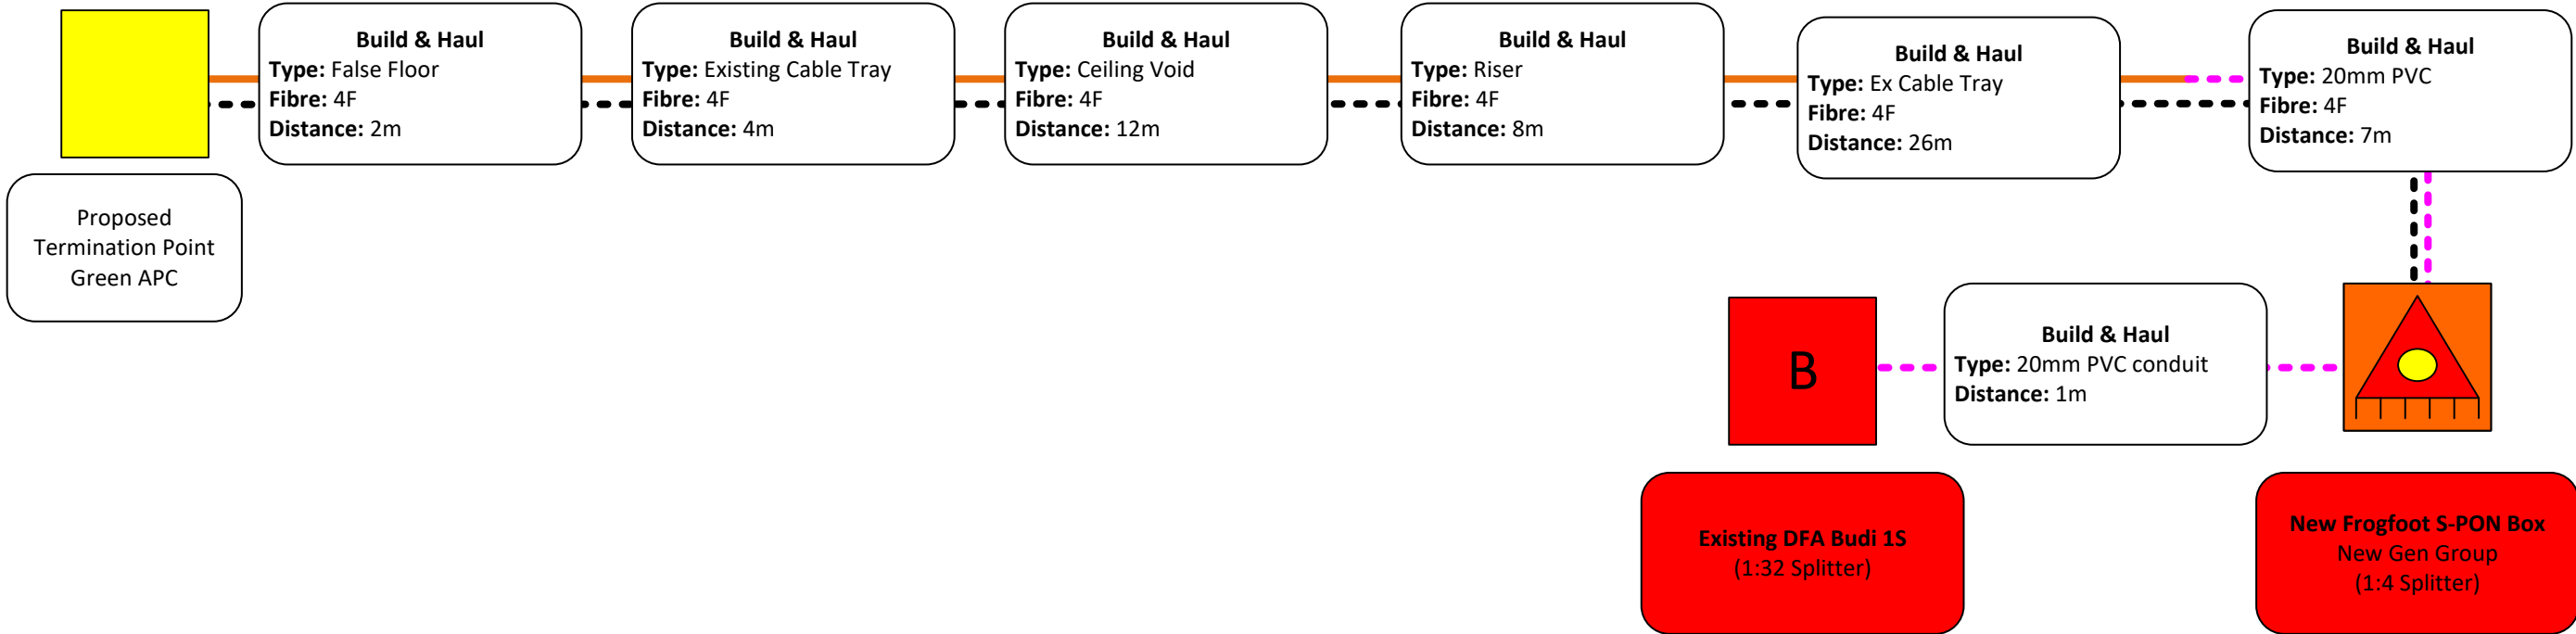 Build & Haul
Type: False Floor
Fibre: 4F
Distance: 2m
Build & Haul
Type: Existing Cable Tray
Fibre: 4F
Distance: 4m
Build & Haul
Type: Ceiling Void
Fibre: 4F
Distance: 12m
Build & Haul
Type: Riser
Fibre: 4F
Distance: 8m
Build & Haul
Type: Ex Cable Tray
Fibre: 4F
Distance: 26m
Build & Haul
Type: 20mm PVC
Fibre: 4F
Distance: 7m
Proposed
Termination Point
Green APC
B
Build & Haul
Type: 20mm PVC conduit
Distance: 1m
Existing DFA Budi 1S
(1:32 Splitter)
New Frogfoot S-PON Box
New Gen Group
(1:4 Splitter)